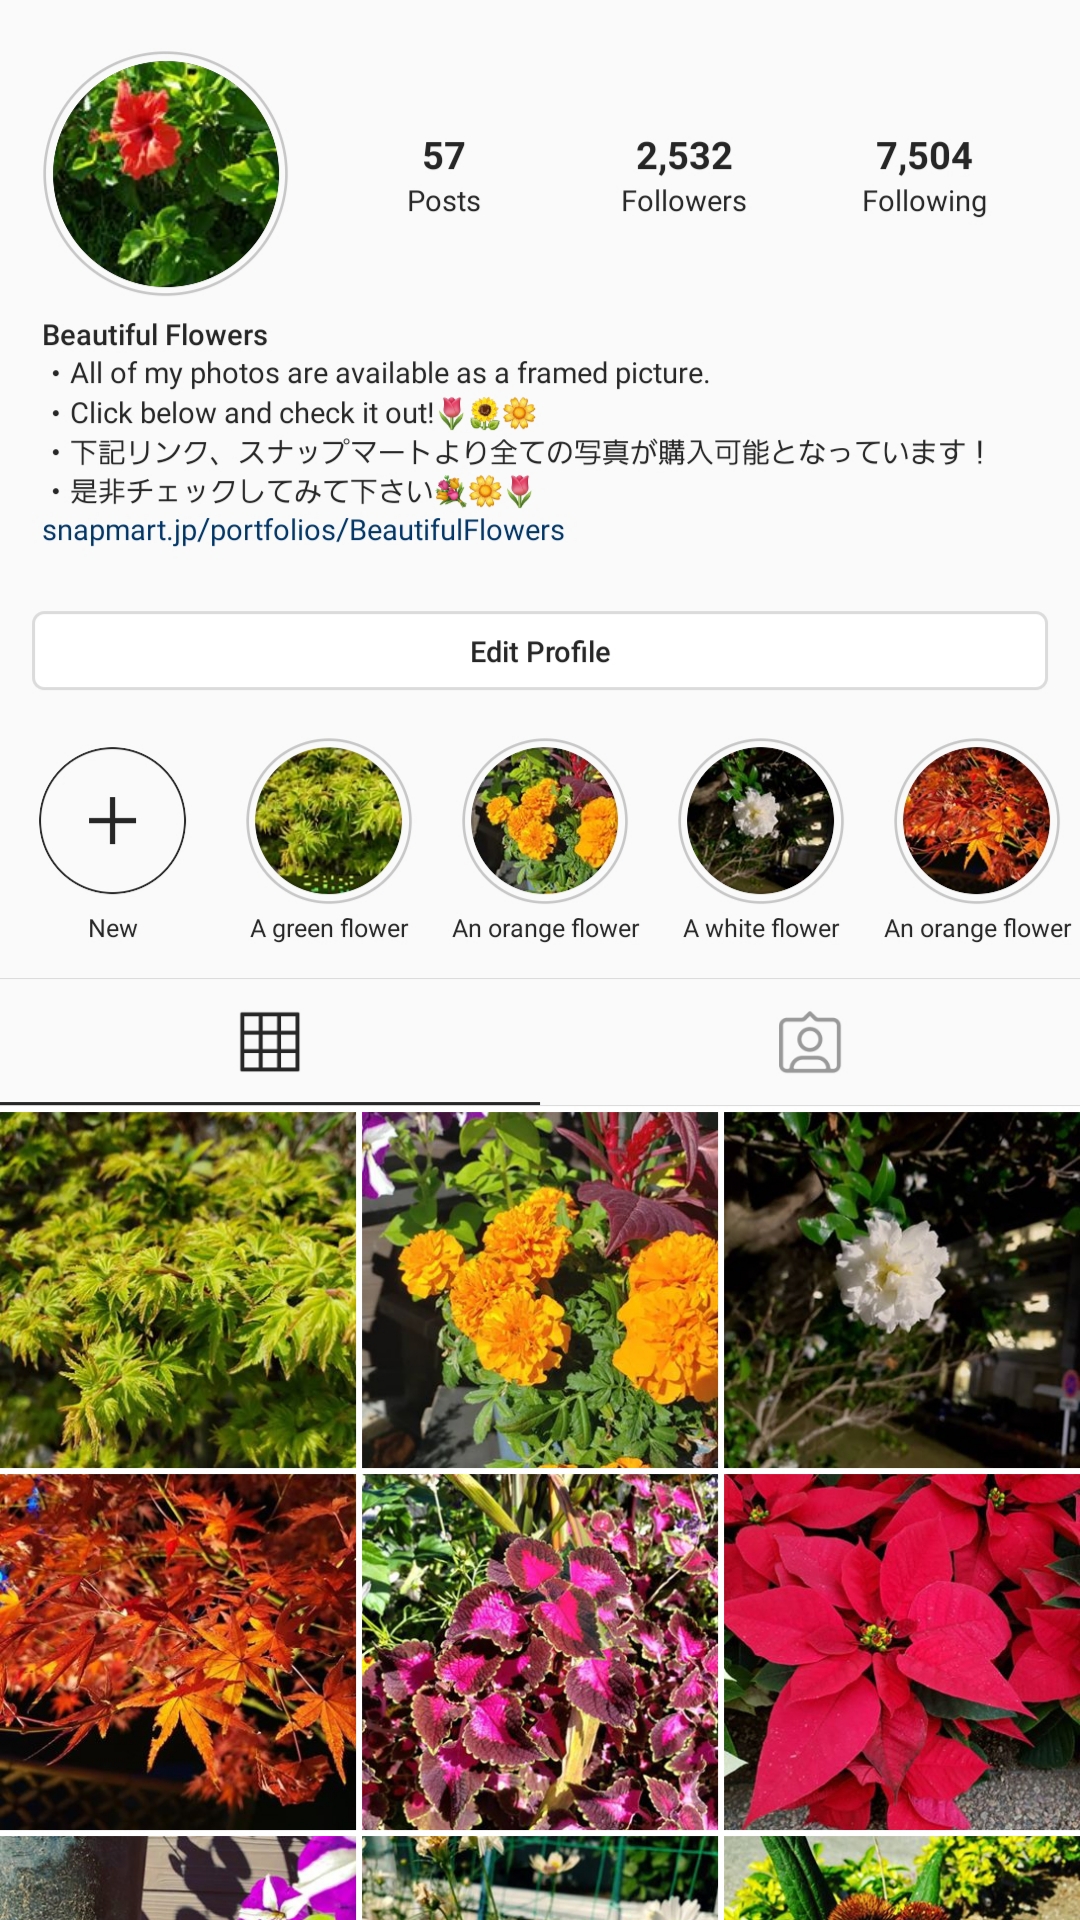 57 2,532 7,504
Posts Followers Following
Beautiful Flowers
・All of my photos are available as a framed picture.
・Click below and check it out!🌷🌻🌼
・下記リンク、スナップマートより全ての写真が購入可能となっています！
・是非チェックしてみて下さい💐🌼🌷
snapmart.jp/portfolios/BeautifulFlowers
Edit Profile
New A green flower An orange flower A white flower An orange flower